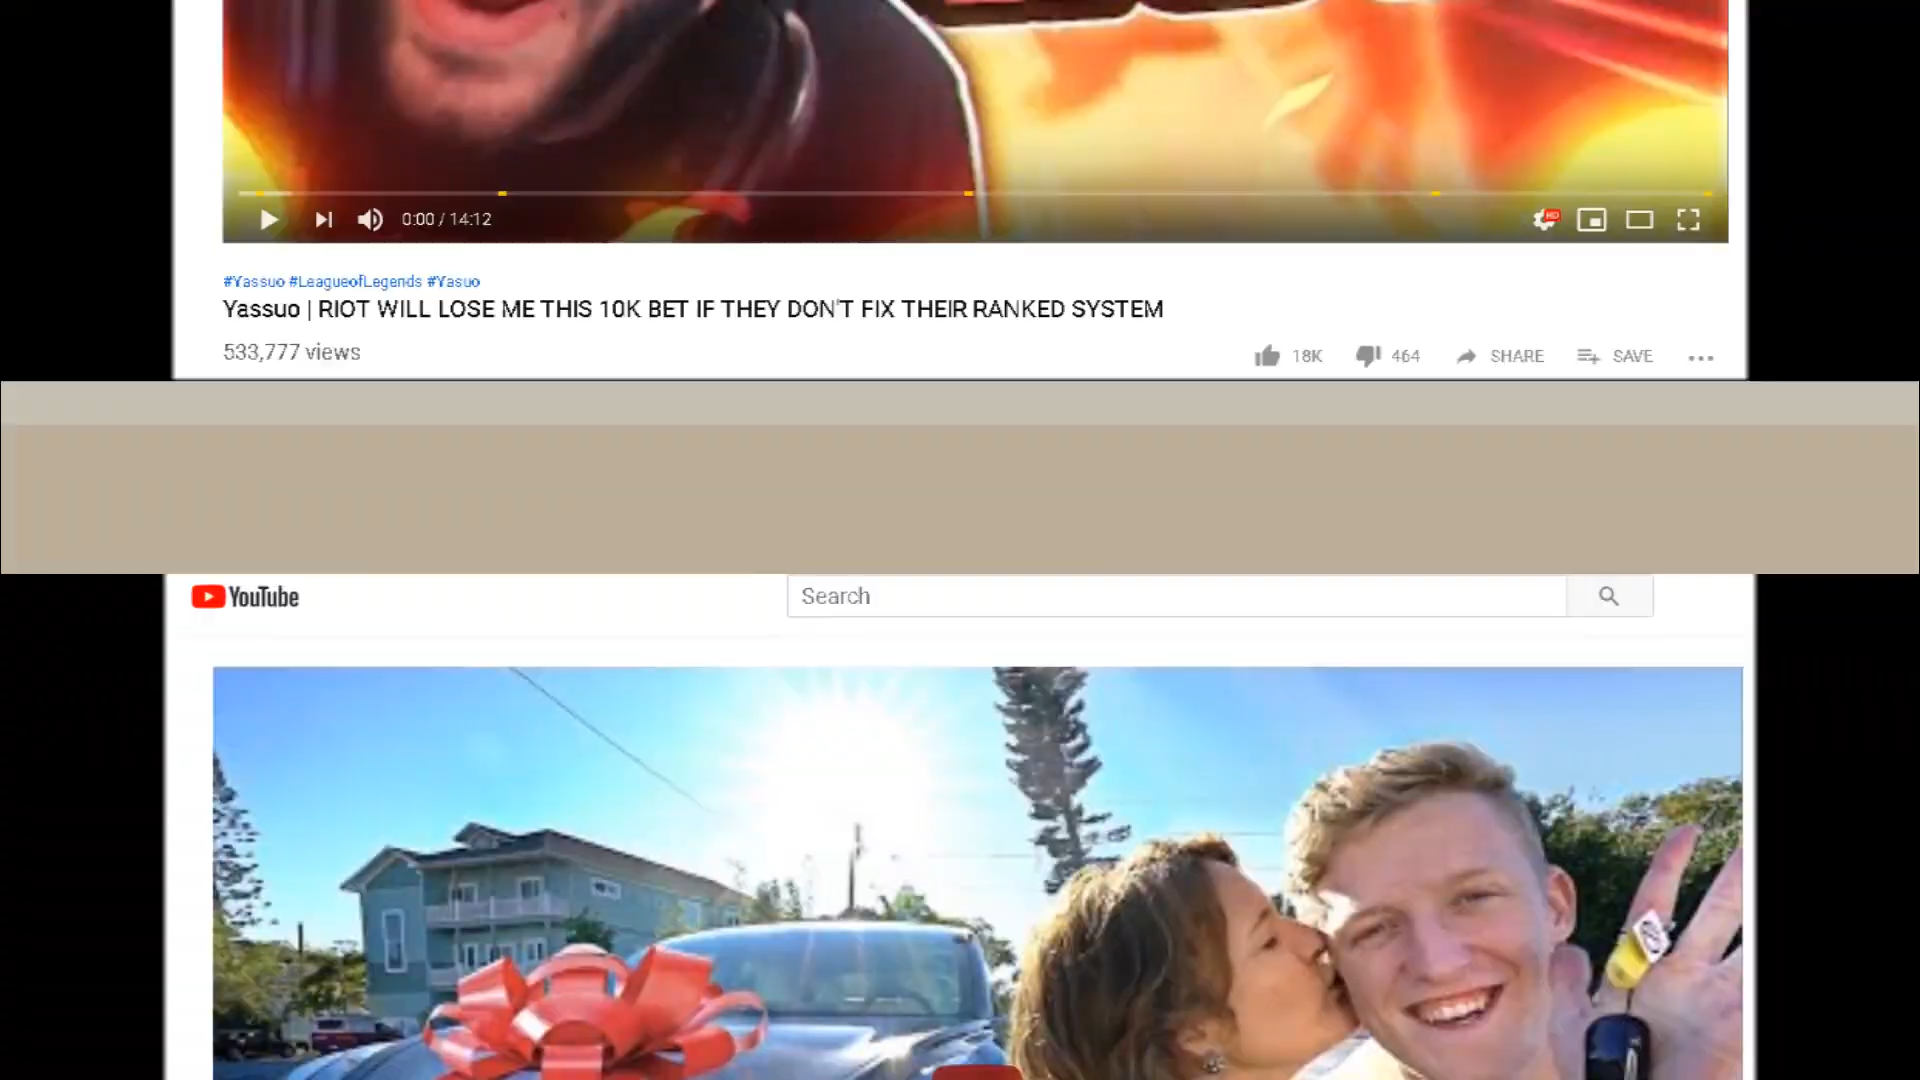 0:00 / 14:12
HD
#Yassuo #LeagueofLegends #Yasuo
Yassuo | RIOT WILL LOSE ME THIS 10K BET IF THEY DON'T FIX THEIR RANKED SYSTEM
533,777 views
18K 464 SHARE SAVE
YouTube
Search